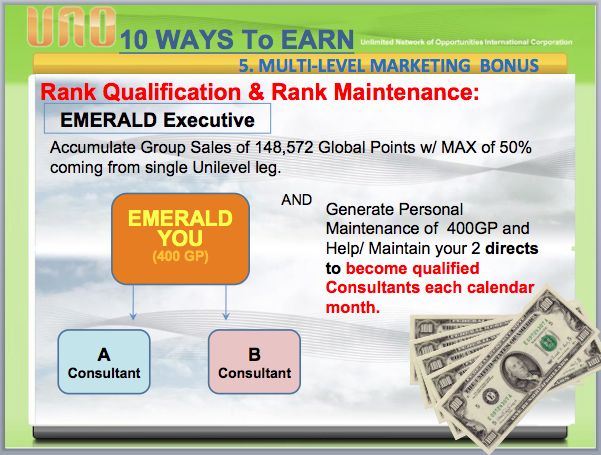 UNO 10 WAYS To EARN Unlimited Network of Opportunities International Corporation
5. MULTI-LEVEL MARKETING BONUS
Rank Qualification & Rank Maintenance:
EMERALD Executive
Accumulate Group Sales of 148,572 Global Points w/ MAX of 50%
coming from single Unilevel leg.
AND
EMERALD
YOU
(400 GP)
Generate Personal
Maintenance of 400GP and
Help/ Maintain your 2 directs
to become qualified
Consultants each calendar
month.
A
Consultant
B
Consultant
100